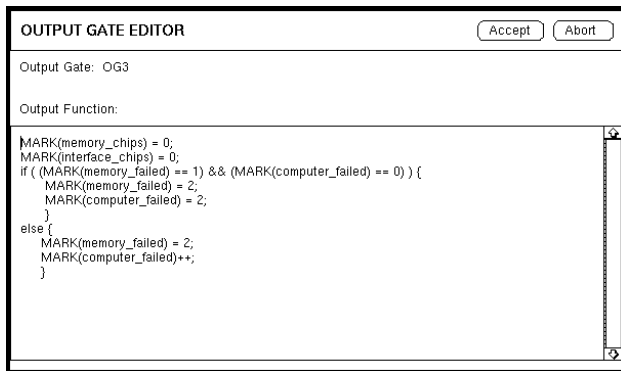 OUTPUT GATE EDITOR
Accept
Abort
Output Gate: OG3
Output Function:
MARK(memory_chips) = 0;
MARK(interface_chips) = 0;
if ( (MARK(memory_failed) == 1) && (MARK(computer_failed) == 0) ) {
MARK(memory_failed) = 2;
MARK(computer_failed) = 2;
}
else {
MARK(memory_failed) = 2;
MARK(computer_failed)++;
}